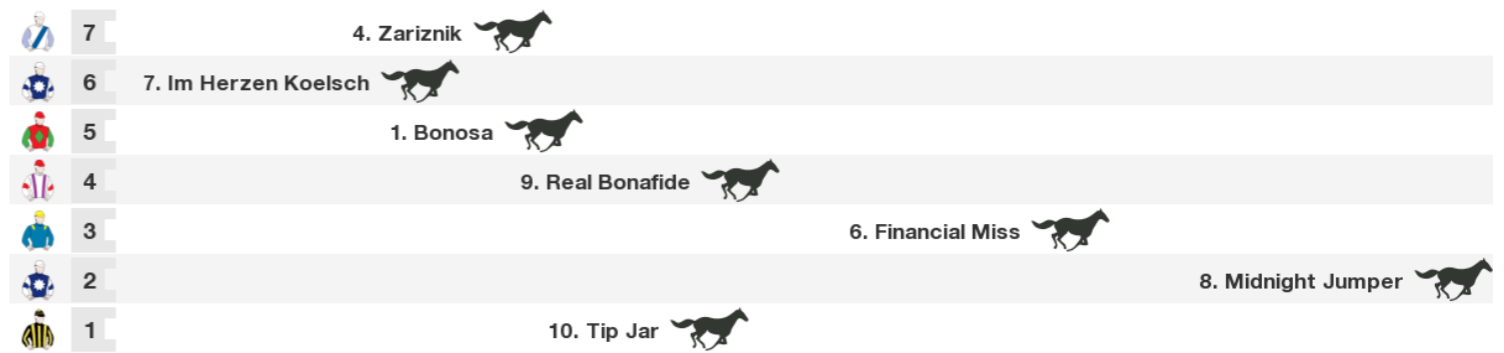 7 4. Zariznik
6 7. Im Herzen Koelsch
5 1. Bonosa
4 9. Real Bonafide
3 6. Financial Miss
2 8. Midnight Jumper
1 10. Tip Jar